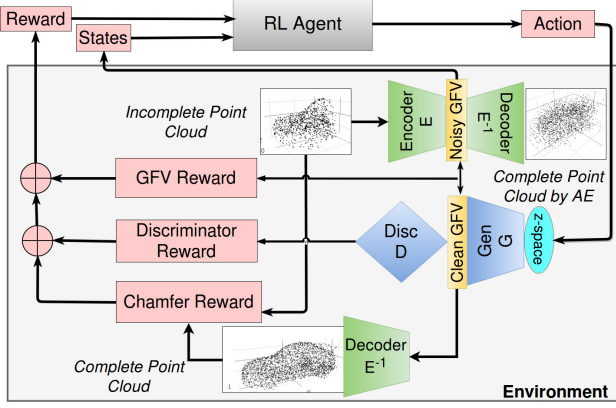 Reward
States
RL Agent
Action
Incomplete Point
Cloud
Encoder
E
Noisy GFV
Decoder
E-1
Complete Point
Cloud by AE
GFV Reward
Discriminator
Reward
Disc
D
Clean GFV
Gen
G
z-space
Chamfer Reward
Complete Point
Cloud
Decoder
E-1
Environment